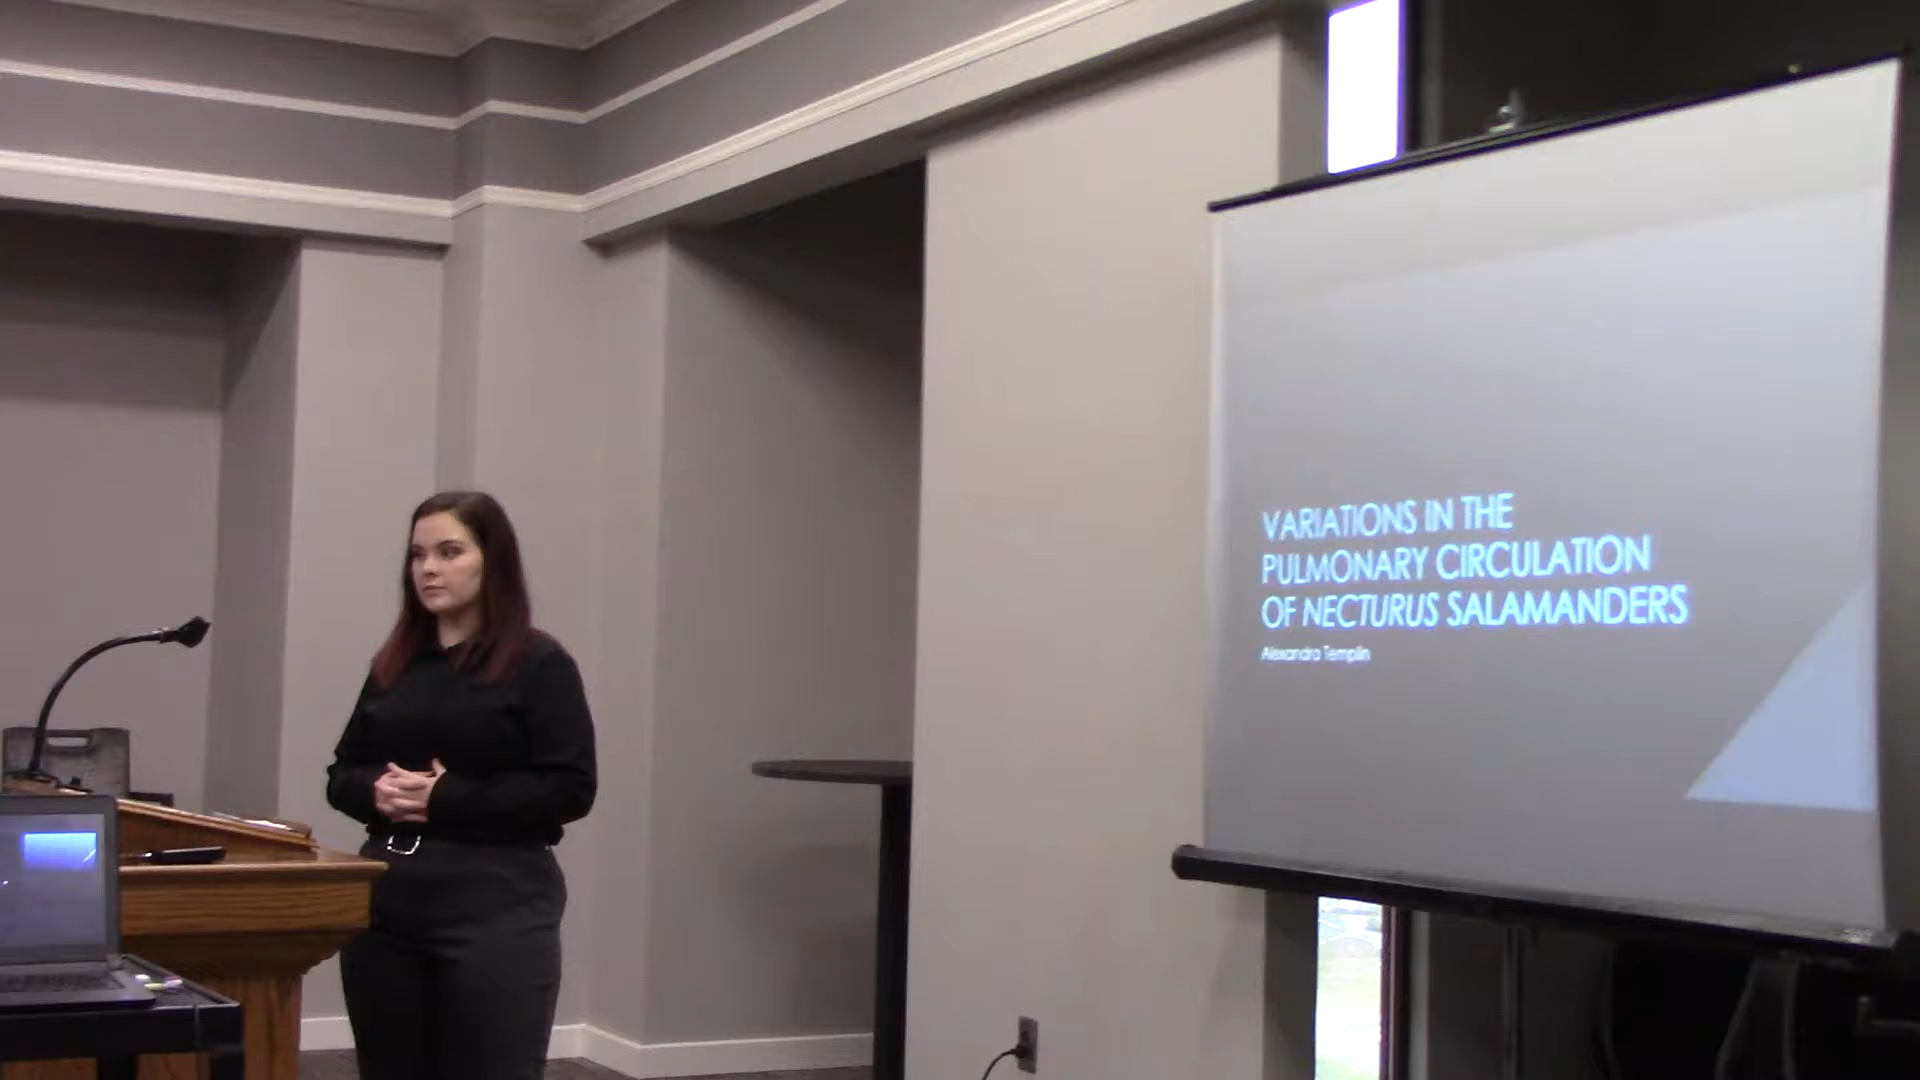 VARIATIONS IN THE
PULMONARY CIRCULATION
OF NECTURUS SALAMANDERS
Alexandra Templin